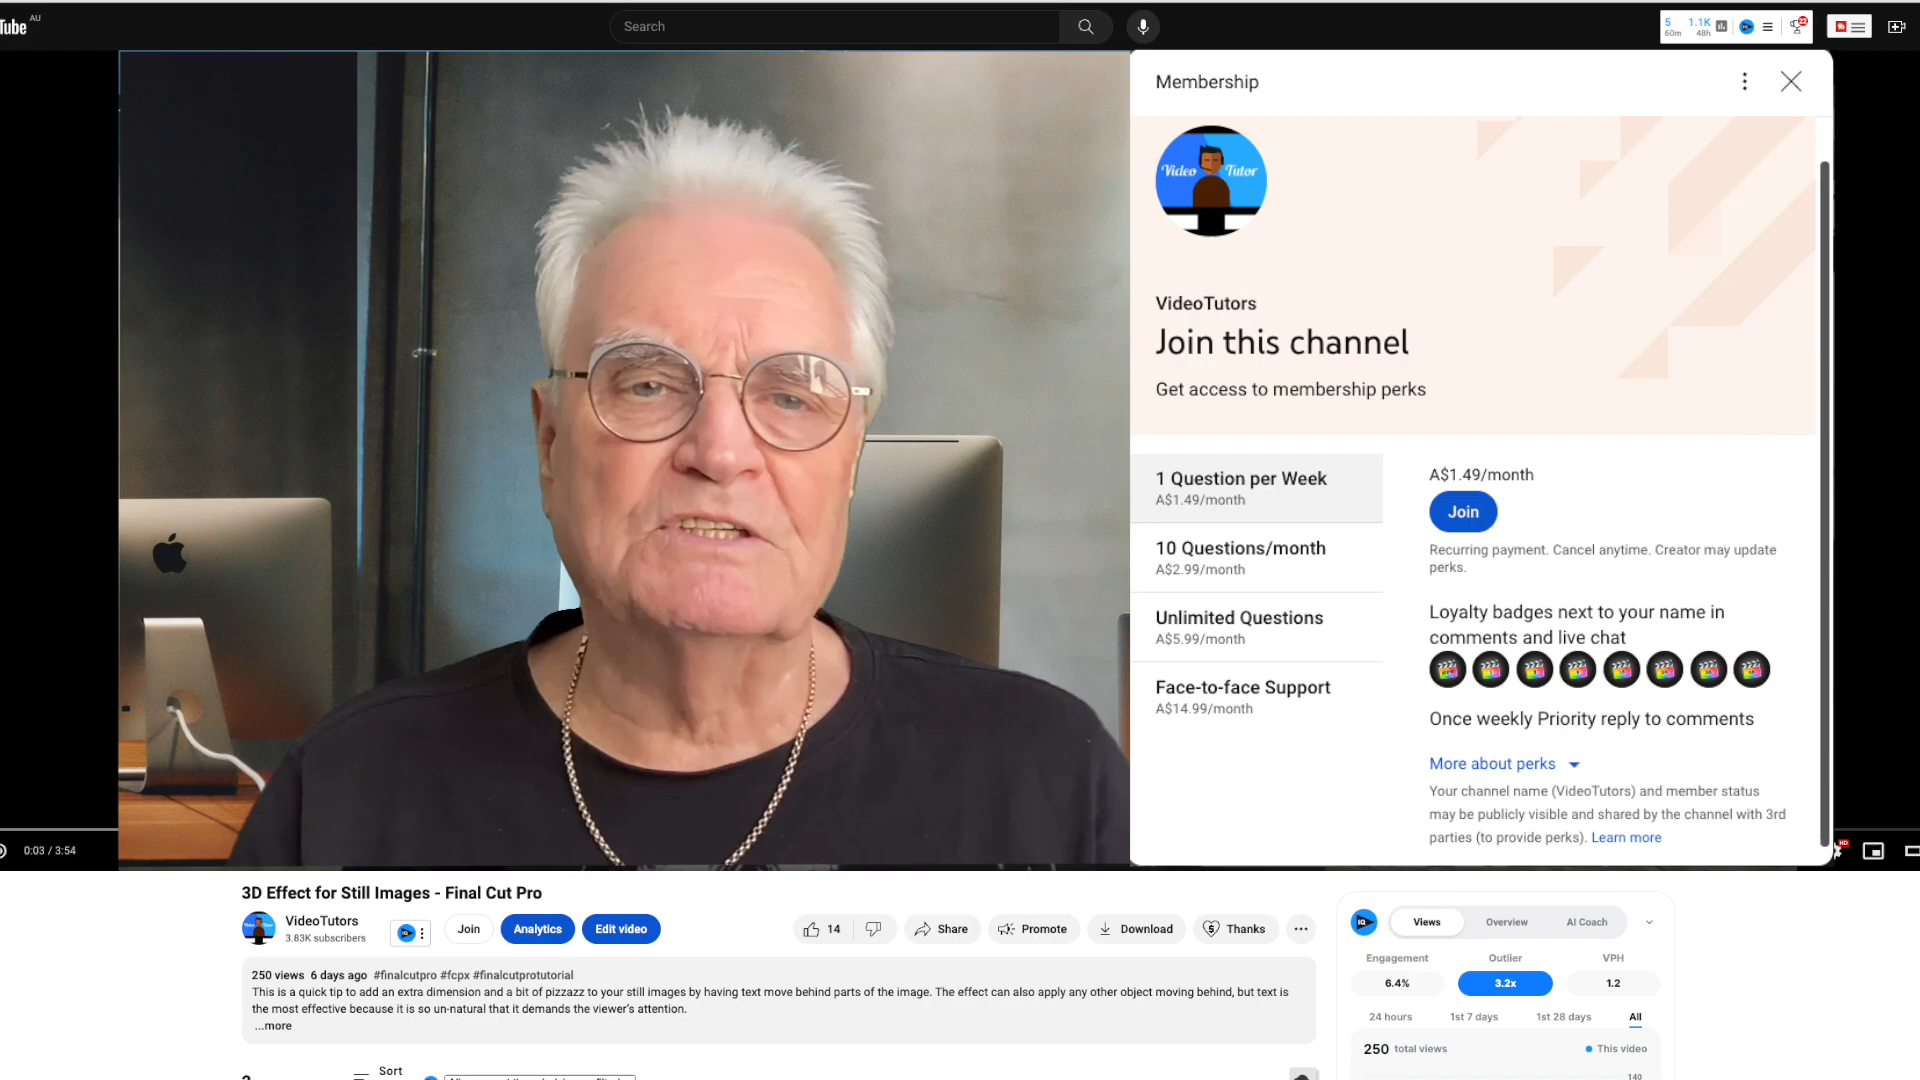 Tube AU
Search
5 1.1K
60m 48h
22
Membership
Video Tutor
VideoTutors
Join this channel
Get access to membership perks
1 Question per Week
A$1.49/month
10 Questions/month
A$2.99/month
Unlimited Questions
A$5.99/month
Face-to-face Support
A$14.99/month
A$1.49/month
Join
Recurring payment. Cancel anytime. Creator may update
perks.
Loyalty badges next to your name in
comments and live chat
Once weekly Priority reply to comments
More about perks
Your channel name (VideoTutors) and member status
may be publicly visible and shared by the channel with 3rd
parties (to provide perks). Learn more
0:03 / 3:54
HD
3D Effect for Still Images - Final Cut Pro
VideoTutors
3.83K subscribers
Join
Analytics
Edit video
14
Share
Promote
Download
Thanks
250 views 6 days ago #finalcutpro #fcpx #finalcutprotutorial
This is a quick tip to add an extra dimension and a bit of pizzazz to your still images by having text move behind parts of the image. The effect can also apply any other object moving behind, but text is
the most effective because it is so un-natural that it demands the viewer's attention.
...more
Sort
Views
Overview
AI Coach
Engagement Outlier VPH
6.4% 3.2x 1.2
24 hours 1st 7 days 1st 28 days All
250 total views
This video
140